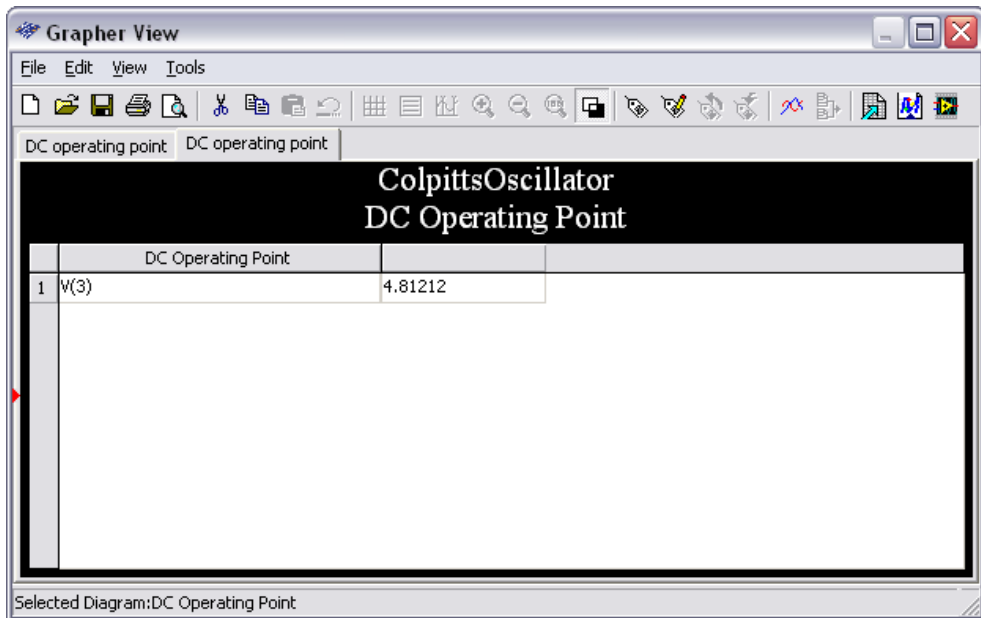 Grapher View
File Edit View Tools
DC operating point DC operating point
ColpittsOscillator
DC Operating Point
DC Operating Point
1 V(3) 4.81212
Selected Diagram:DC Operating Point